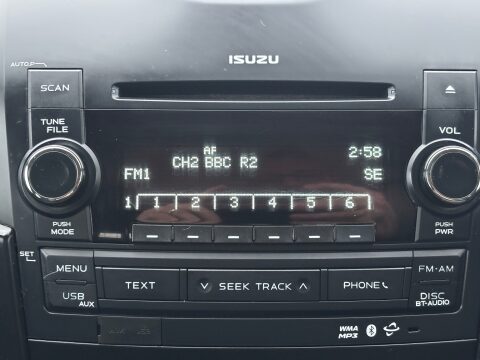 ISUZU
AUTO.P
SCAN
TUNE
FILE
VOL
AF
CH2 BBC R2
2:58
FM1
SE
1 1 2 3 4 5 6
PUSH
MODE
PUSH
PWR
SET
MENU
USB
AUX
TEXT
SEEK TRACK
PHONE
FM·AM
DISC
BT-AUDIO
WMA
MP3